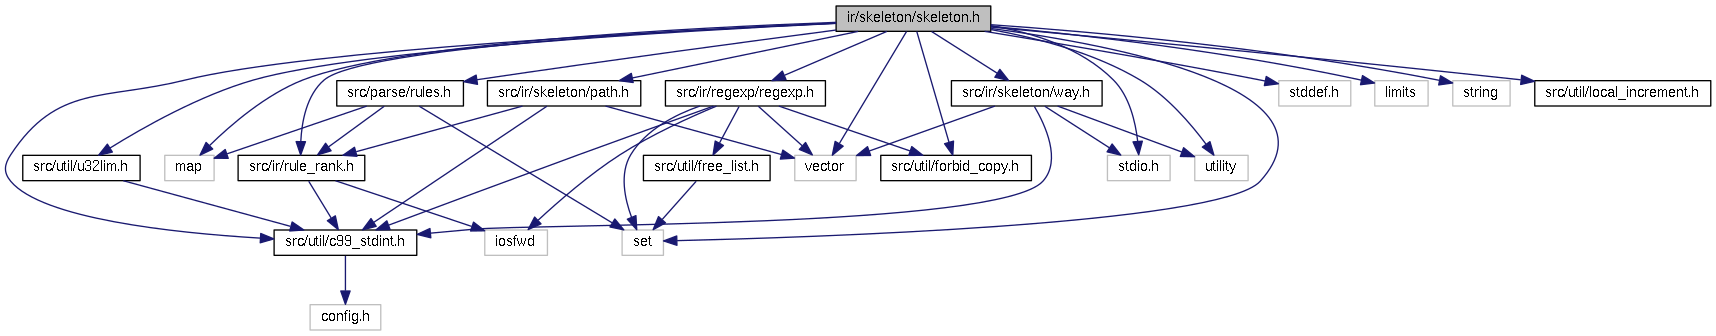 ir/skeleton/skeleton.h
src/parse/rules.h
src/ir/skeleton/path.h
src/ir/regexp/regexp.h
src/ir/skeleton/way.h
stddef.h
limits
string
src/util/local_increment.h
src/util/u32lim.h
map
src/ir/rule_rank.h
src/util/free_list.h
vector
src/util/forbid_copy.h
stdio.h
utility
src/util/c99_stdint.h
iosfwd
set
config.h